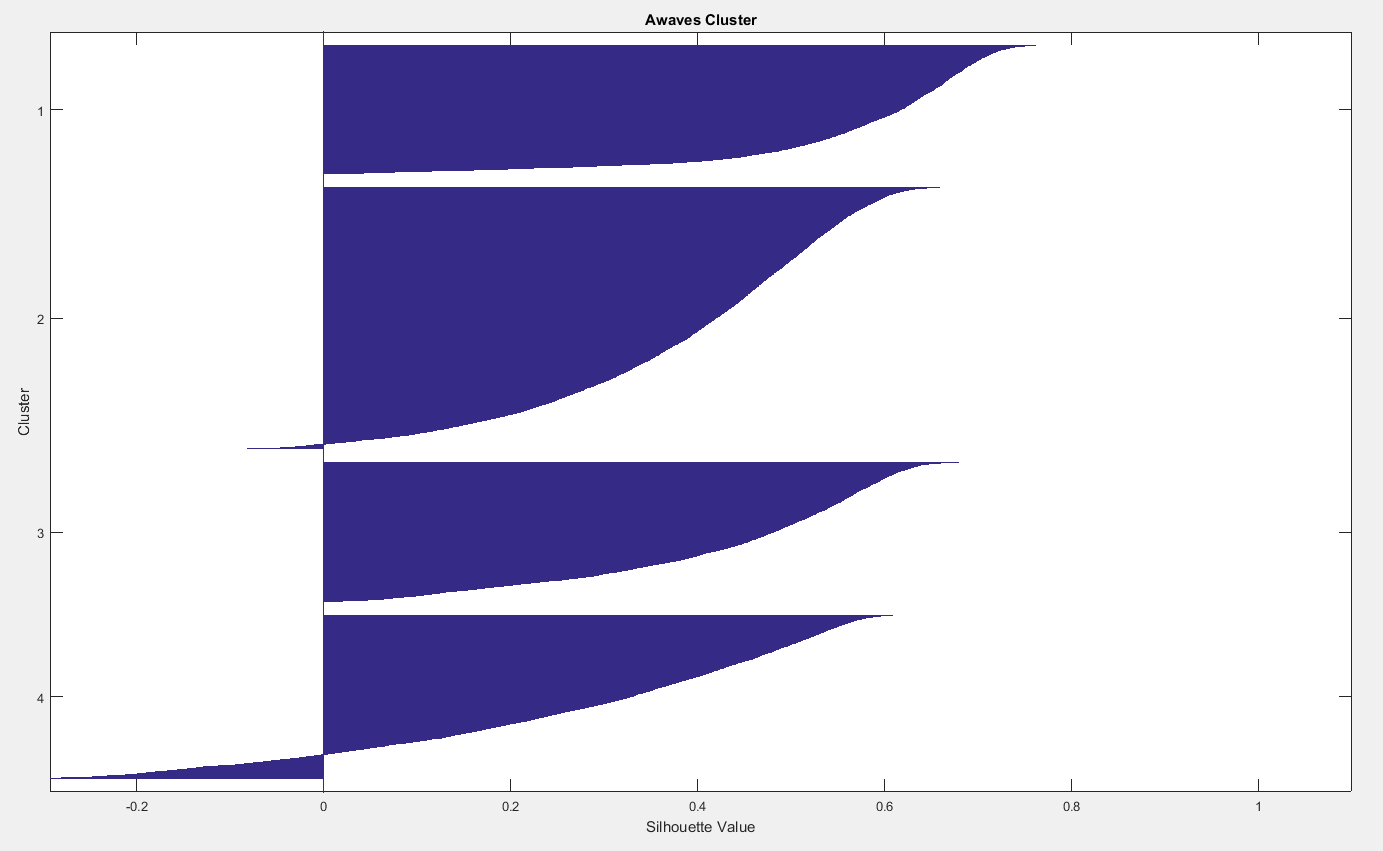 Awaves Cluster
1
2
3
4
Cluster
-0.2 0 0.2 0.4 0.6 0.8 1
Silhouette Value